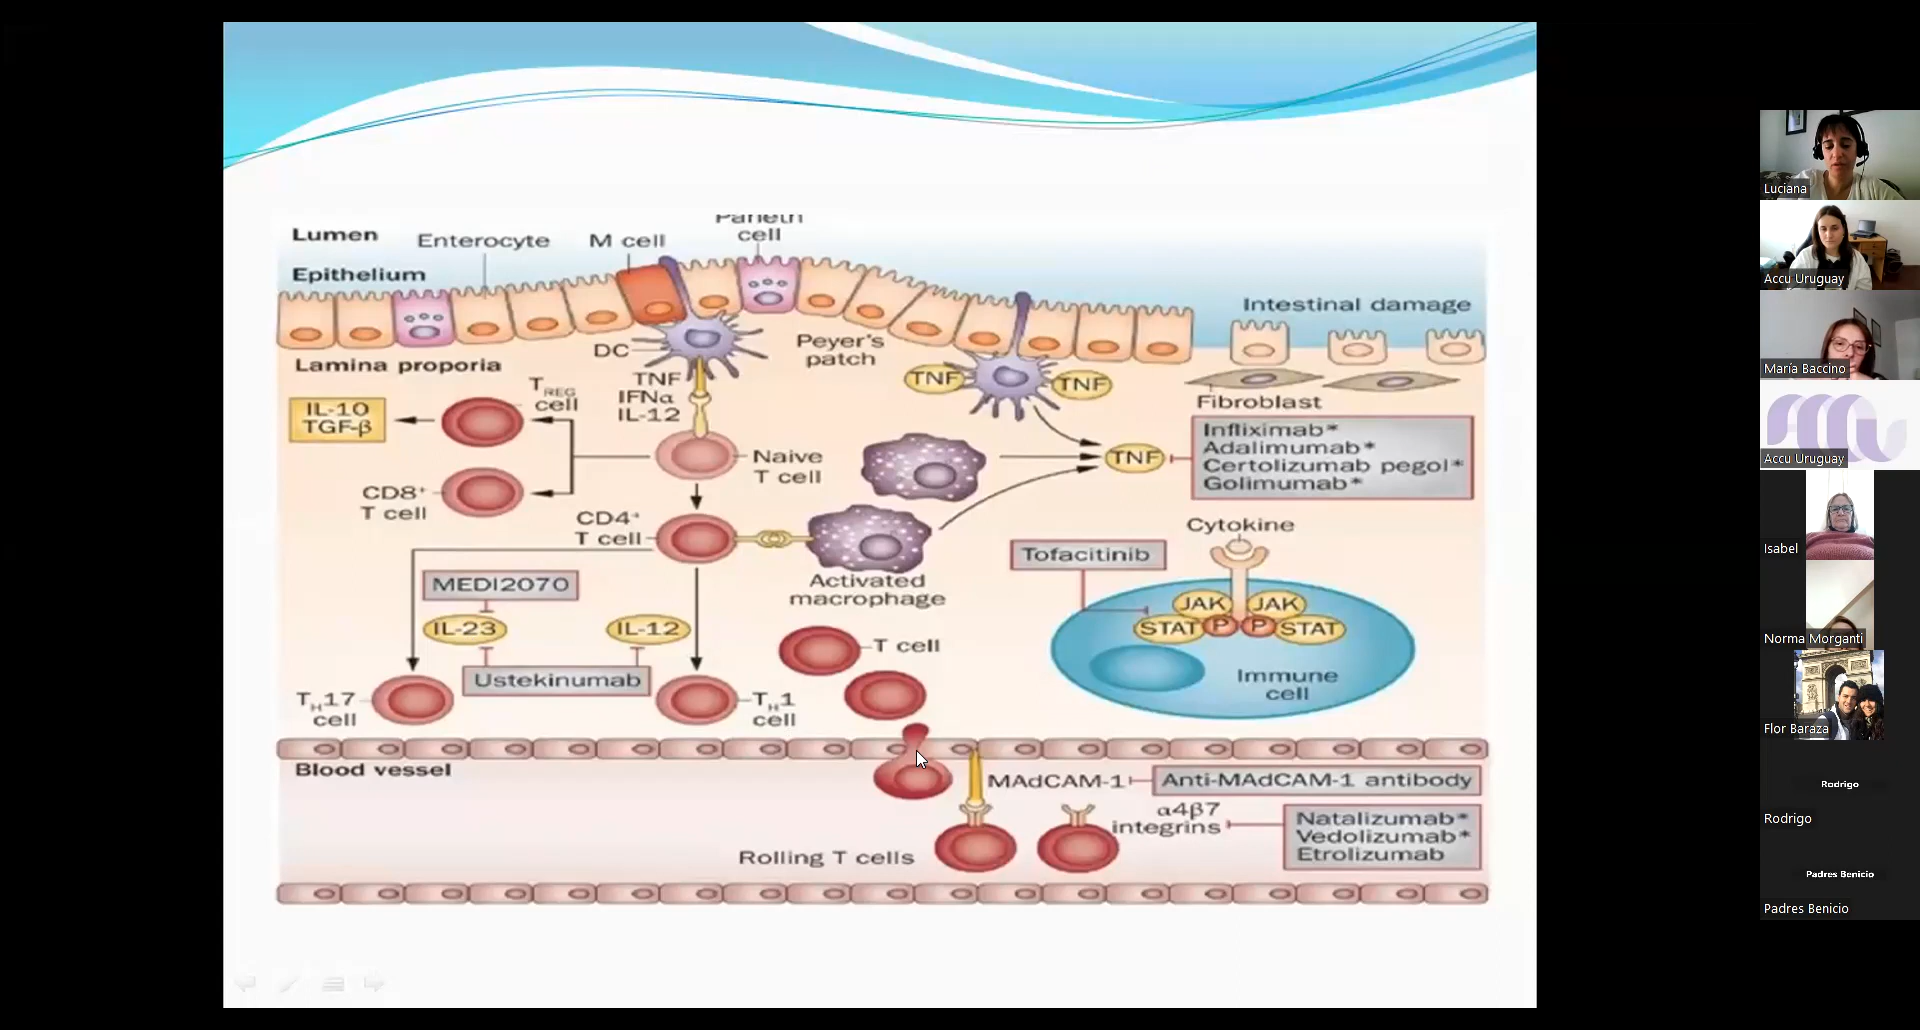 Lumen
Enterocyte
M cell
Paneth
cell
Epithelium
Intestinal damage
DC
Peyer's
patch
Lamina proporia
TREG
cell
TNF
IFNα
IL-12
TNF
TNF
Fibroblast
IL-10
TGF-β
Naive
T cell
TNF
Infliximab*
Adalimumab*
Certolizumab pegol*
Golimumab*
CD8+
T cell
CD4+
T cell
Activated
macrophage
Cytokine
Tofacitinib
JAK
JAK
STAT
P
P
STAT
Immune
cell
MEDI2070
IL-23
IL-12
Ustekinumab
T cell
TH17
cell
TH1
cell
Blood vessel
MAdCAM-1
Anti-MAdCAM-1 antibody
α4β7
integrins
Natalizumab*
Vedolizumab*
Etrolizumab
Rolling T cells
Luciana
Accu Uruguay
María Baccino
Accu Uruguay
Isabel
Norma Morganti
Flor Baraza
Rodrigo
Rodrigo
Padres Benicio
Padres Benicio